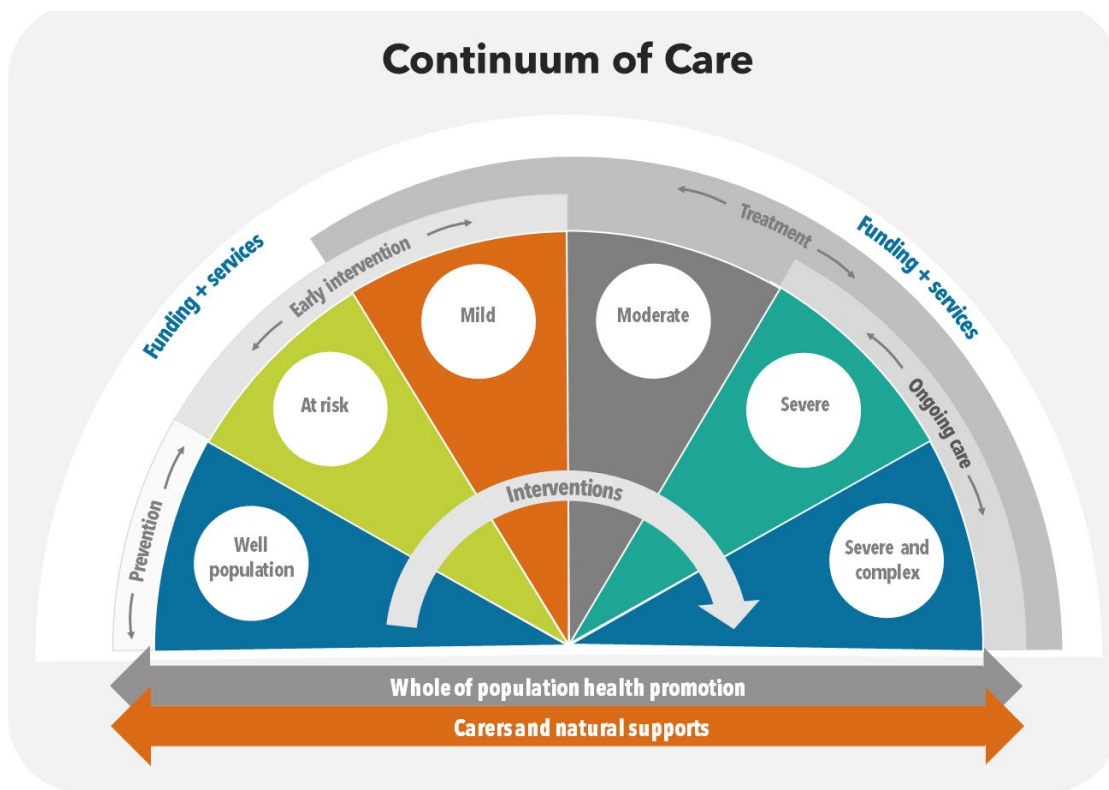 Continuum of Care
Funding + services
Funding + services
Treatment
Early intervention
Ongoing care
Prevention
Mild
Moderate
At risk
Severe
Interventions
Well
population
Severe and
complex
Whole of population health promotion
Carers and natural supports